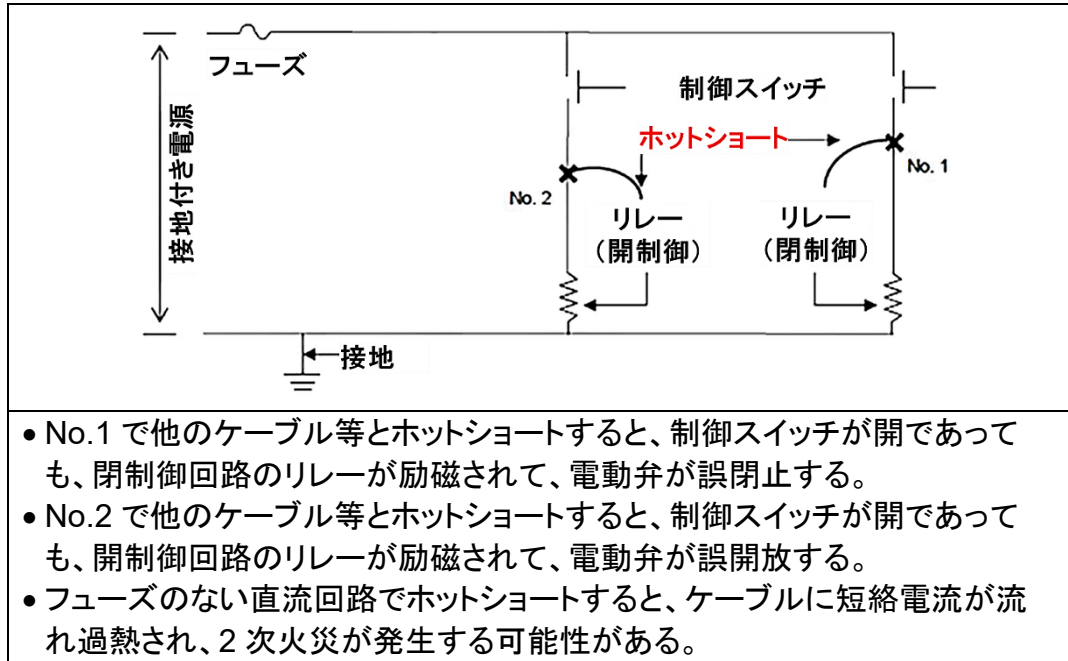 フューズ
制御スイッチ
接地付き電源
ホットショート
No. 1
No. 2
リレー
（開制御）
リレー
（閉制御）
接地
• No.1 で他のケーブル等とホットショートすると、制御スイッチが開であって
も、閉制御回路のリレーが励磁されて、電動弁が誤閉止する。
• No.2 で他のケーブル等とホットショートすると、制御スイッチが開であって
も、開制御回路のリレーが励磁されて、電動弁が誤開放する。
• フューズのない直流回路でホットショートすると、ケーブルに短絡電流が流
れ過熱され、2 次火災が発生する可能性がある。